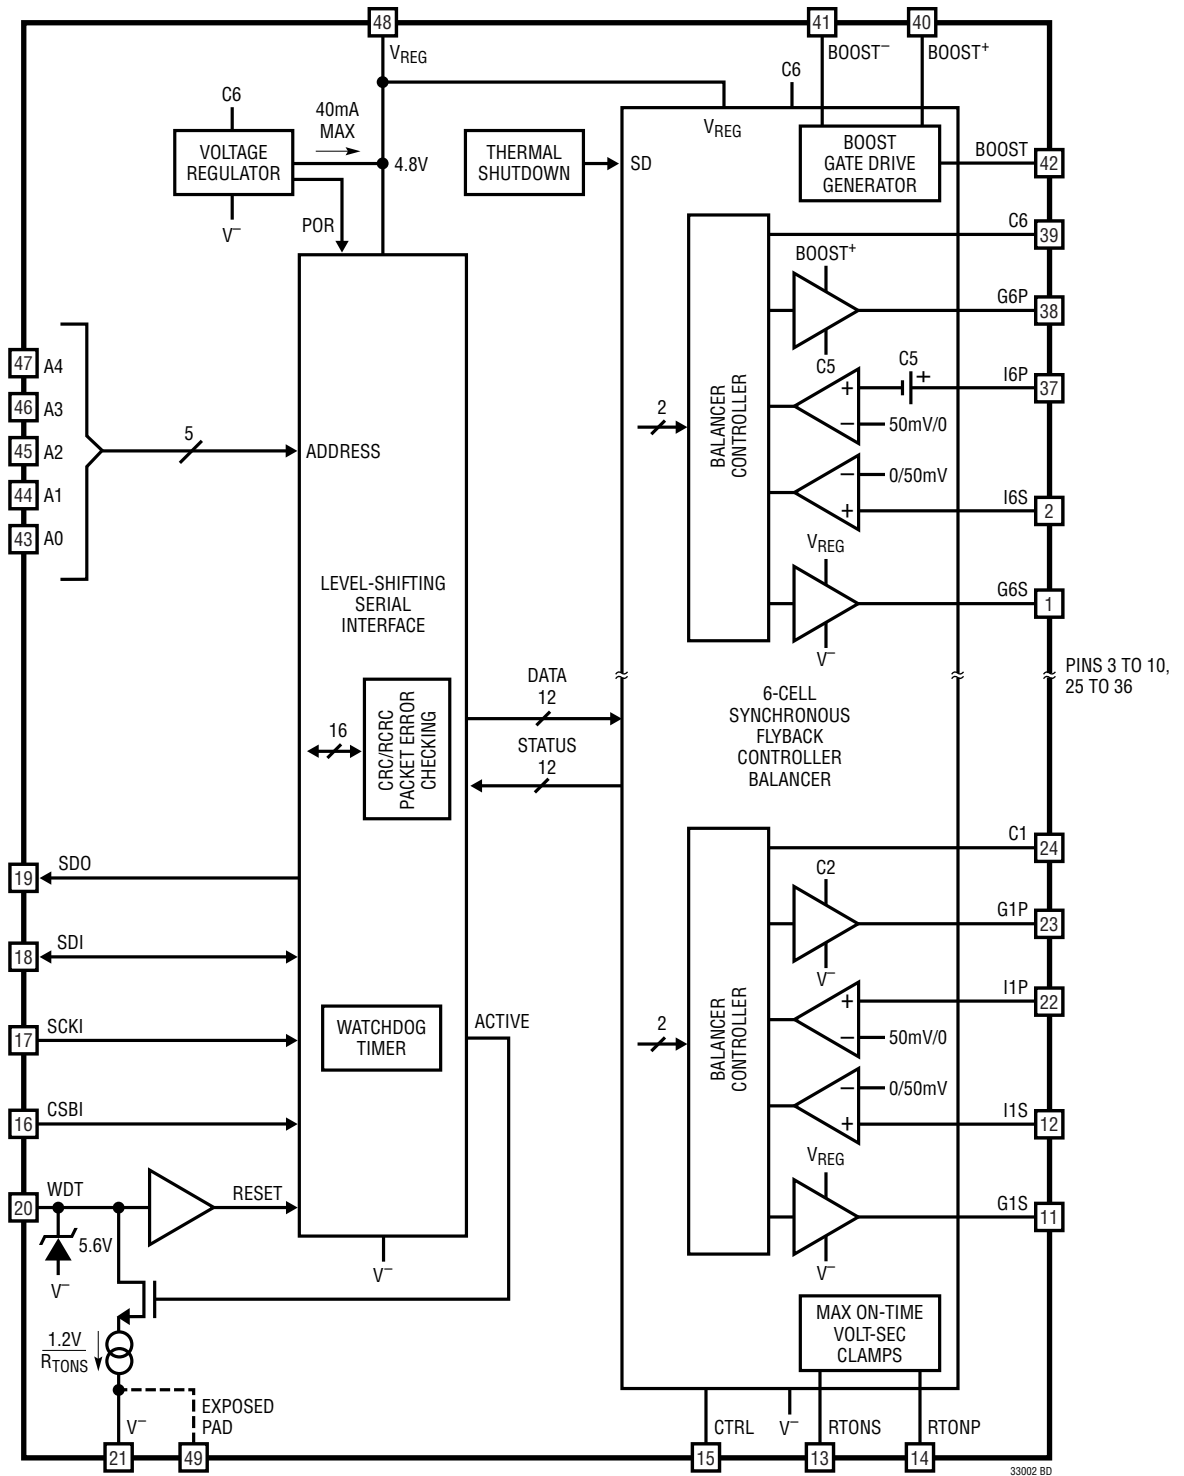 48
41
40
VREG
BOOST–
BOOST+
C6
C6
40mA
MAX
VREG
VOLTAGE
REGULATOR
4.8V
THERMAL
SHUTDOWN
SD
BOOST
GATE DRIVE
GENERATOR
BOOST
42
V–
POR
C6
39
BOOST+
G6P
38
C5
C5
+
I6P
37
+
–
50mV/0
2
BALANCER
CONTROLLER
–
0/50mV
+
I6S
2
VREG
G6S
1
V–
47
A4
46
A3
45
A2
44
A1
43
A0
5
ADDRESS
LEVEL-SHIFTING
SERIAL
INTERFACE
PINS 3 TO 10,
25 TO 36
DATA
12
STATUS
12
16
CRC/RCRC
PACKET ERROR
CHECKING
6-CELL
SYNCHRONOUS
FLYBACK
CONTROLLER
BALANCER
C1
24
19
SDO
C2
G1P
23
V–
18
SDI
I1P
22
+
–
50mV/0
17
SCKI
WATCHDOG
TIMER
ACTIVE
2
BALANCER
CONTROLLER
–
0/50mV
+
I1S
12
16
CSBI
VREG
G1S
11
V–
20
WDT
RESET
5.6V
V–
V–
1.2V
RTONS
MAX ON-TIME
VOLT-SEC
CLAMPS
EXPOSED
PAD
V–
21
49
CTRL
15
V–
RTONS
13
RTONP
14
33002 BD